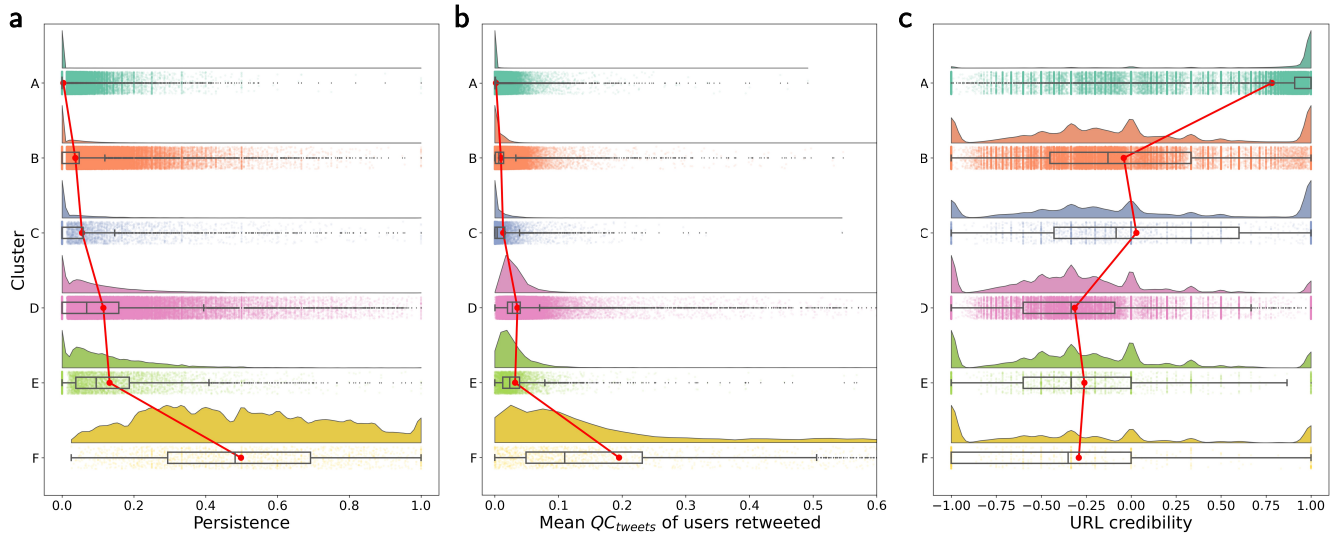 a
b
c
Cluster
A
B
C
D
E
F
0.0 0.2 0.4 0.6 0.8 1.0
Persistence
A
B
C
D
E
F
0.0 0.1 0.2 0.3 0.4 0.5 0.6
Mean QCtweets of users retweeted
A
B
C
D
E
F
−1.00 −0.75 −0.50 −0.25 0.00 0.25 0.50 0.75 1.00
URL credibility